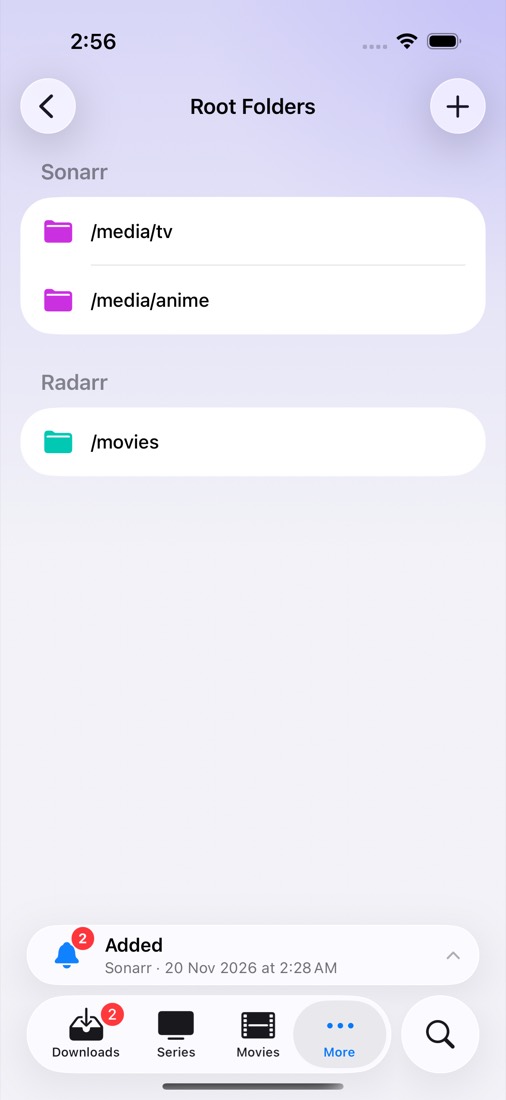 2:56
Root Folders
Sonarr
/media/tv
/media/anime
Radarr
/movies
2
Added
Sonarr · 20 Nov 2026 at 2:28 AM
2
Downloads
Series
Movies
More